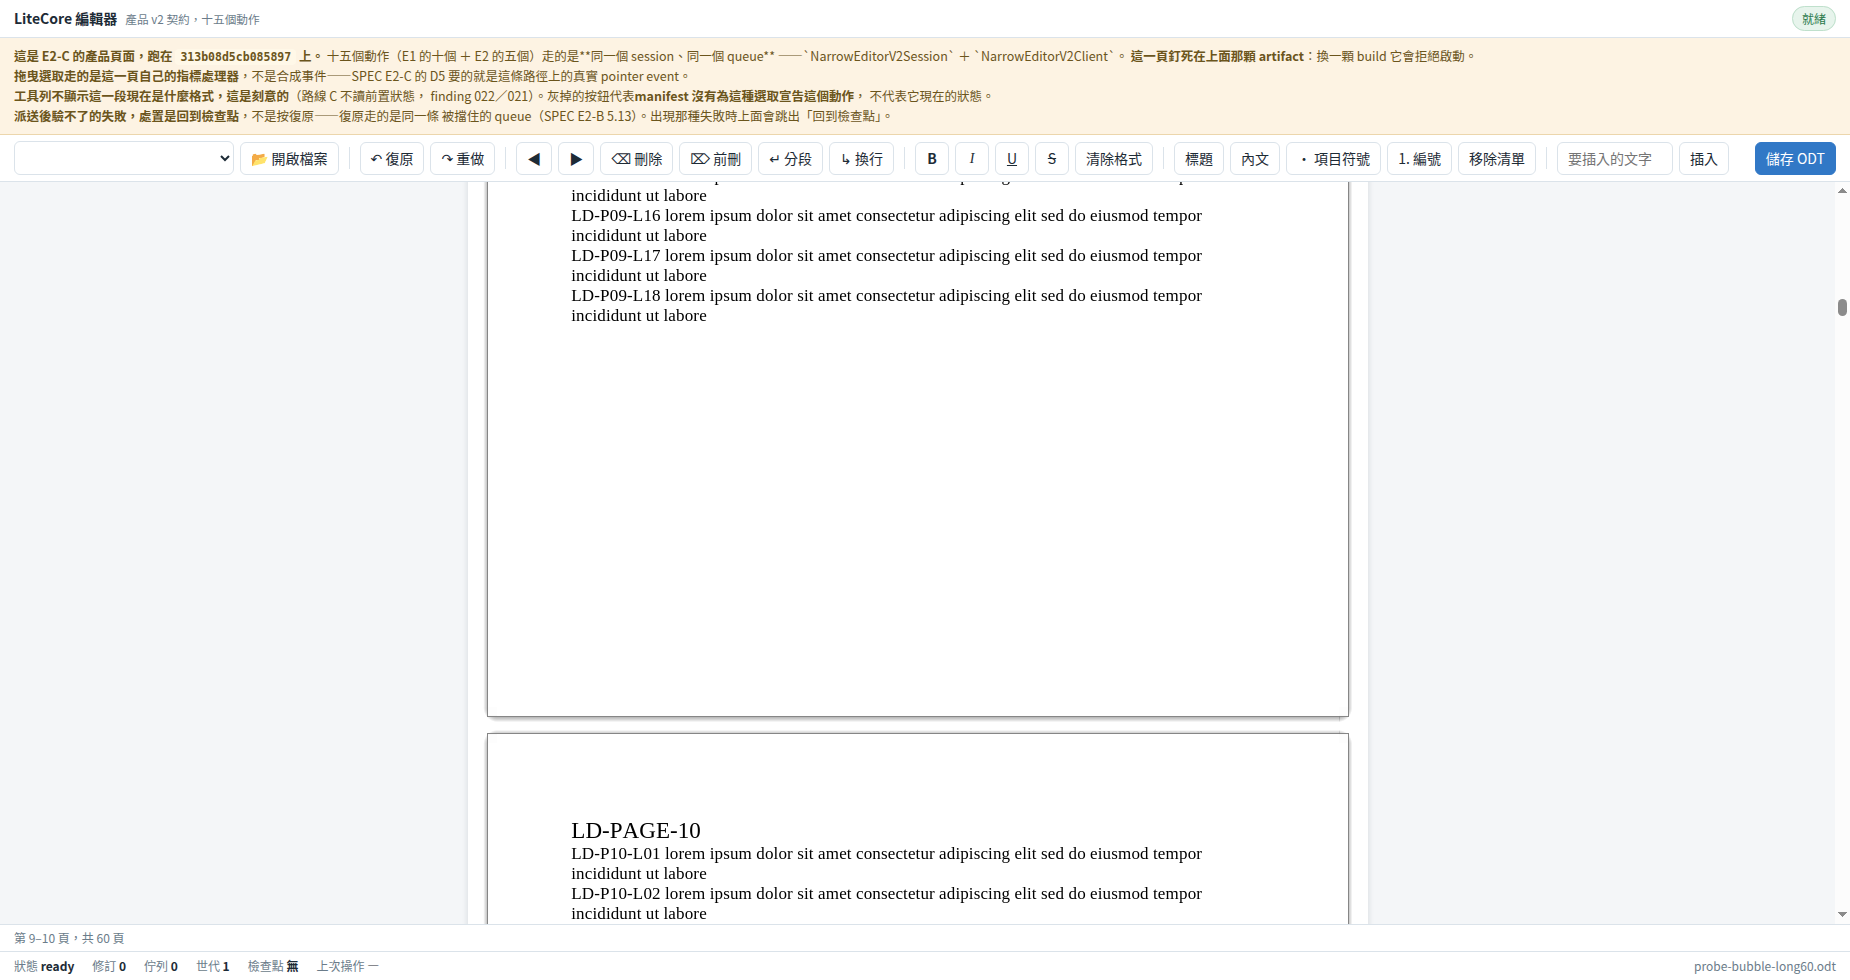 LiteCore 編輯器 產品 v2 契約，十五個動作 就緒
這是 E2-C 的產品頁面，跑在 313b08d5cb085897 上。 十五個動作（E1 的十個 ＋ E2 的五個）走的是**同一個 session、同一個 queue** ——`NarrowEditorV2Session` ＋ `NarrowEditorV2Client`。 這一頁釘死在上面那顆 artifact：換一顆 build 它會拒絕啟動。
拖曳選取走的是這一頁自己的指標處理器，不是合成事件——SPEC E2-C 的 D5 要的就是這條路徑上的真實 pointer event。
工具列不顯示這一段現在是什麼格式，這是刻意的（路線 C 不讀前置狀態， finding 022／021）。灰掉的按鈕代表manifest 沒有為這種選取宣告這個動作， 不代表它現在的狀態。
派送後驗不了的失敗，處置是回到檢查點，不是按復原——復原走的是同一條 被擋住的 queue（SPEC E2-B 5.13）。出現那種失敗時上面會跳出「回到檢查點」。
📂 開啟檔案 ↶ 復原 ↷ 重做 ◀ ▶ ⌫ 刪除 ⌦ 前刪 ↵ 分段 ↳ 換行 B I U S 清除格式 標題 內文 • 項目符號 1. 編號 移除清單 要插入的文字 插入 儲存 ODT
incididunt ut labore
LD-P09-L16 lorem ipsum dolor sit amet consectetur adipiscing elit sed do eiusmod tempor
incididunt ut labore
LD-P09-L17 lorem ipsum dolor sit amet consectetur adipiscing elit sed do eiusmod tempor
incididunt ut labore
LD-P09-L18 lorem ipsum dolor sit amet consectetur adipiscing elit sed do eiusmod tempor
incididunt ut labore
LD-PAGE-10
LD-P10-L01 lorem ipsum dolor sit amet consectetur adipiscing elit sed do eiusmod tempor
incididunt ut labore
LD-P10-L02 lorem ipsum dolor sit amet consectetur adipiscing elit sed do eiusmod tempor
incididunt ut labore
第 9–10 頁，共 60 頁
狀態 ready 修訂 0 佇列 0 世代 1 檢查點 無 上次操作 — probe-bubble-long60.odt